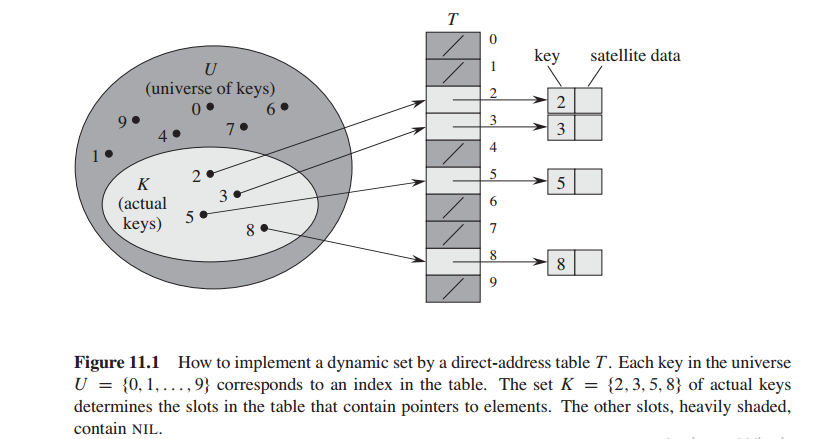 T
U
(universe of keys)
0
6
9
4
7
1
K
(actual
keys)
2
3
5
8
0
1
2
3
4
5
6
7
8
9
key satellite data
2
3
5
8
Figure 11.1 How to implement a dynamic set by a direct-address table T. Each key in the universe
U = {0, 1, . . . , 9} corresponds to an index in the table. The set K = {2, 3, 5, 8} of actual keys
determines the slots in the table that contain pointers to elements. The other slots, heavily shaded,
contain NIL.